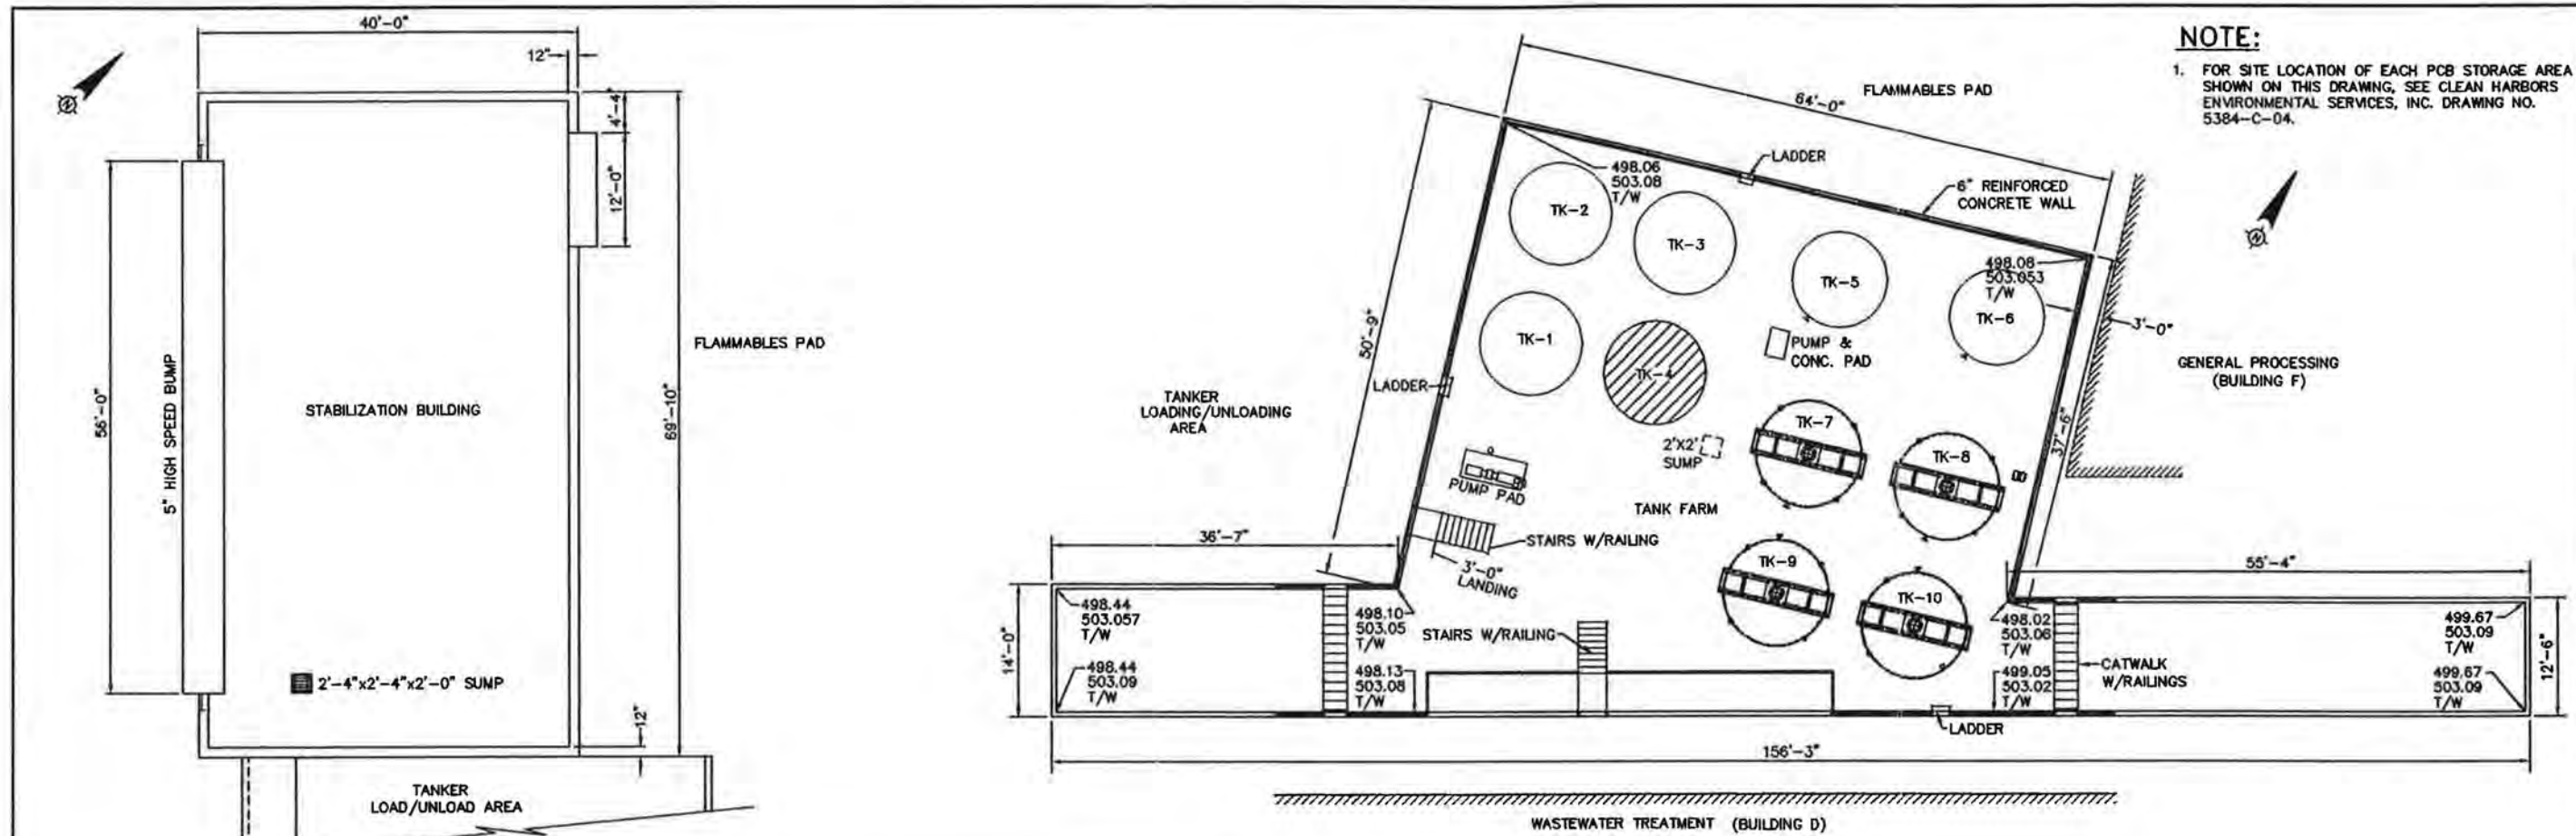 40'-0"
12"
4'-4"
12'-0"
FLAMMABLES PAD
69'-10"
56'-0"
5" HIGH SPEED BUMP
STABILIZATION BUILDING
2'-4"x2'-4"x2'-0" SUMP
12"
TANKER
LOAD/UNLOAD AREA
NOTE:
1. FOR SITE LOCATION OF EACH PCB STORAGE AREA
SHOWN ON THIS DRAWING, SEE CLEAN HARBORS
ENVIRONMENTAL SERVICES, INC. DRAWING NO.
5384-C-04.
64'-0"
FLAMMABLES PAD
498.06
503.08
T/W
LADDER
6" REINFORCED
CONCRETE WALL
TK-2
TK-3
TK-5
498.08
503.053
T/W
TK-6
TK-1
TK-4
PUMP &
CONC. PAD
3'-0"
GENERAL PROCESSING
(BUILDING F)
50'-9"
LADDER
TANKER
LOADING/UNLOADING
AREA
TK-7
TK-8
37'-6"
2'X2'
SUMP
PUMP PAD
TANK FARM
STAIRS W/RAILING
3'-0"
LANDING
36'-7"
TK-9
TK-10
55'-4"
14'-0"
498.44
503.057
T/W
498.44
503.09
T/W
498.10
503.05
T/W
498.13
503.08
T/W
STAIRS W/RAILING
498.02
503.06
T/W
499.05
503.02
T/W
CATWALK
W/RAILINGS
499.67
503.09
T/W
499.67
503.09
T/W
12'-6"
LADDER
156'-3"
WASTEWATER TREATMENT (BUILDING D)